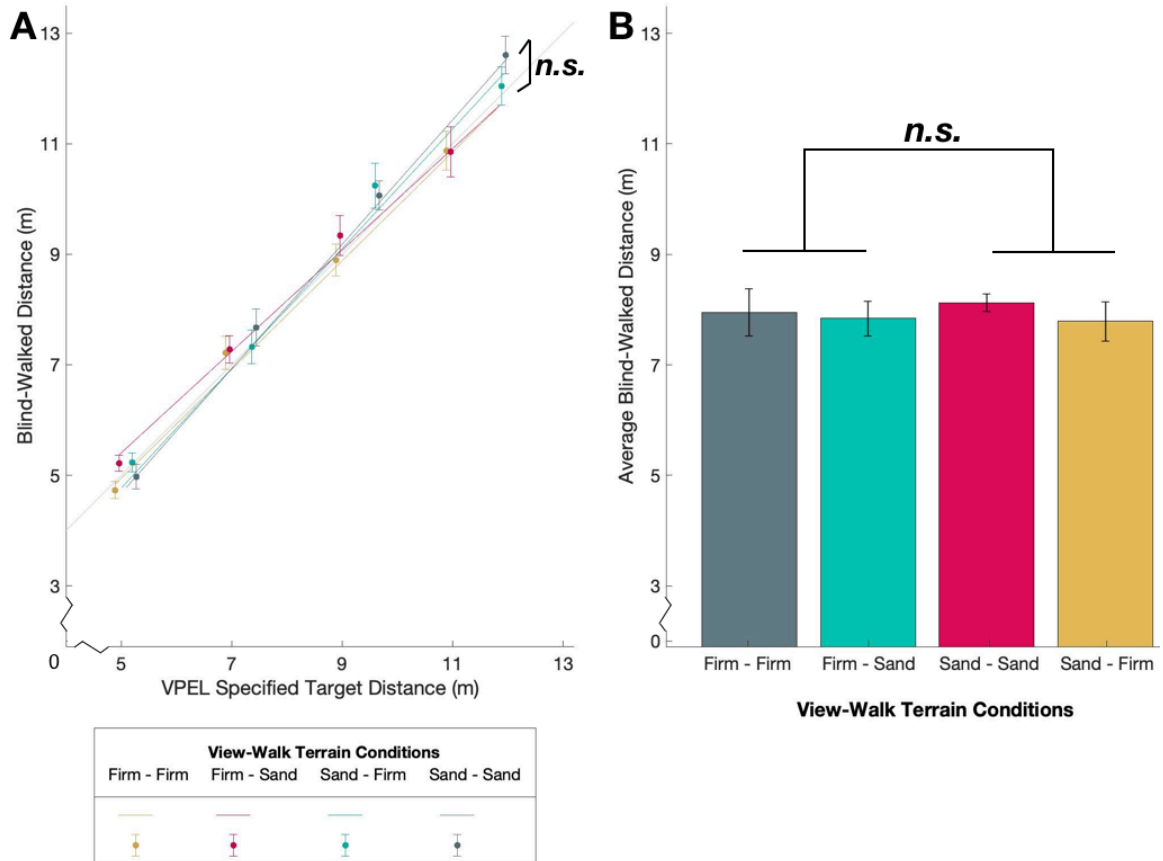 A
13
11
9
7
5
3
0
Blind-Walked Distance (m)
n.s.
5 7 9 11 13
VPEL Specified Target Distance (m)
View-Walk Terrain Conditions
Firm - Firm Firm - Sand Sand - Firm Sand - Sand
B
13
11
9
7
5
3
0
Average Blind-Walked Distance (m)
n.s.
Firm - Firm Firm - Sand Sand - Sand Sand - Firm
View-Walk Terrain Conditions